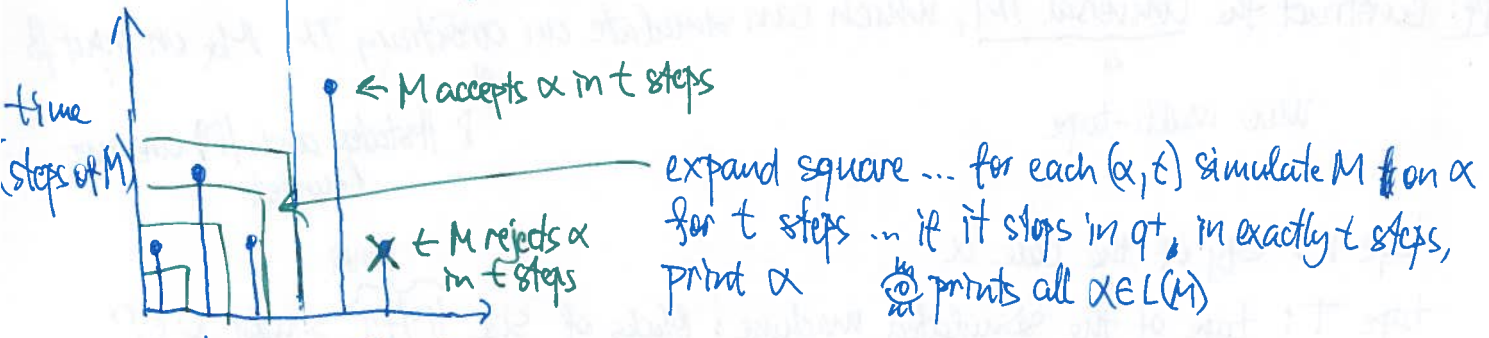 ← M accepts α in t steps
time
(steps of M)
expand square ... for each (α,t) simulate M on α
← M rejects α
for t steps ... if it stops in q⁺, in exactly t steps,
in t steps
print α
prints all α∈L(M)